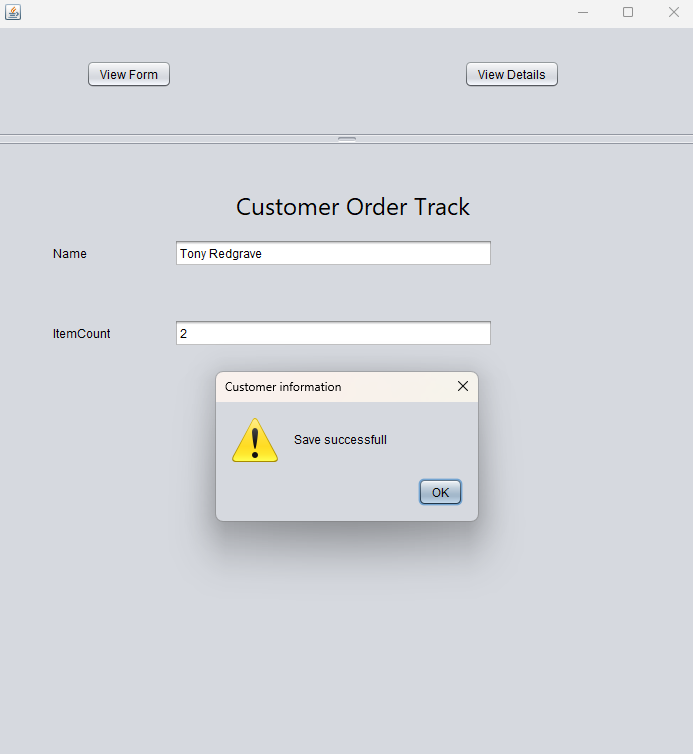 View Form
View Details
Customer Order Track
Name
Tony Redgrave
ItemCount
2
Customer information
Save successfull
OK